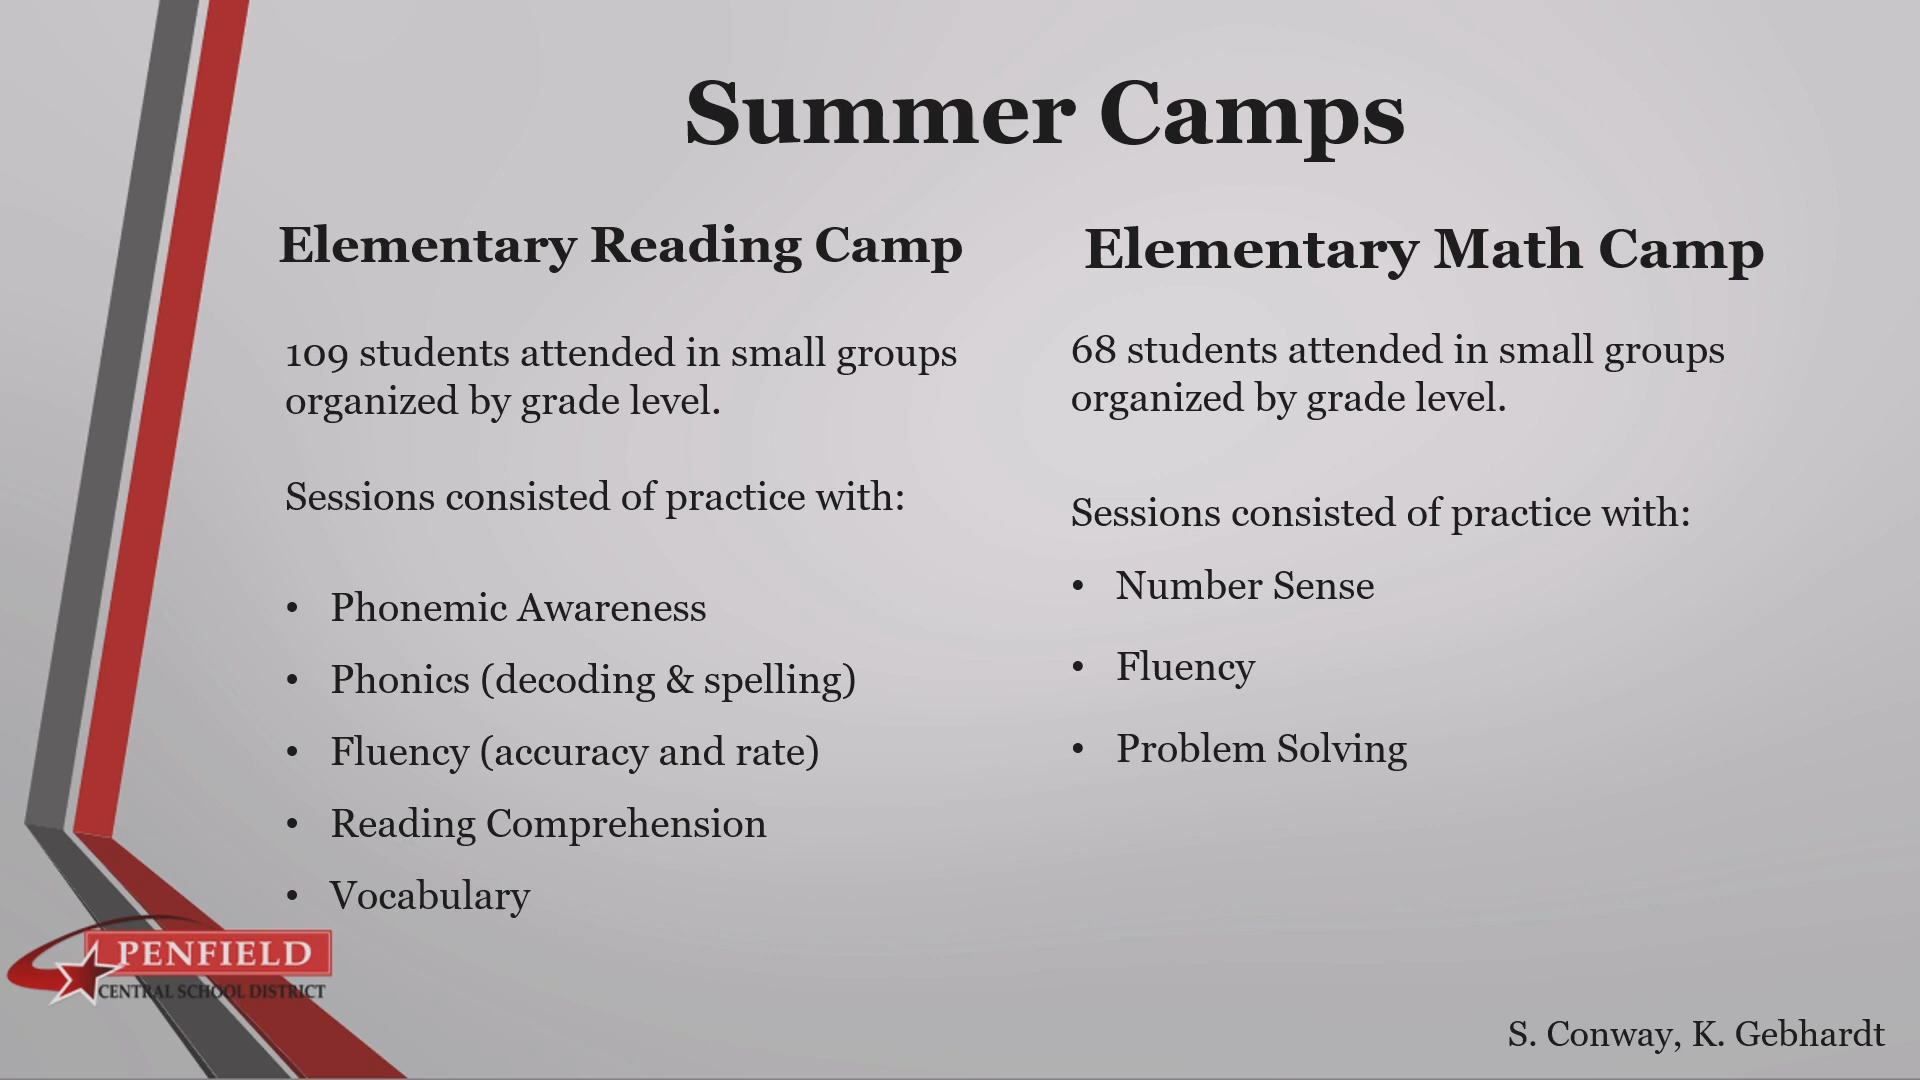 Summer Camps
Elementary Reading Camp
109 students attended in small groups
organized by grade level.
Sessions consisted of practice with:
• Phonemic Awareness
• Phonics (decoding & spelling)
• Fluency (accuracy and rate)
• Reading Comprehension
• Vocabulary
Elementary Math Camp
68 students attended in small groups
organized by grade level.
Sessions consisted of practice with:
• Number Sense
• Fluency
• Problem Solving
PENFIELD
CENTRAL SCHOOL DISTRICT
S. Conway, K. Gebhardt